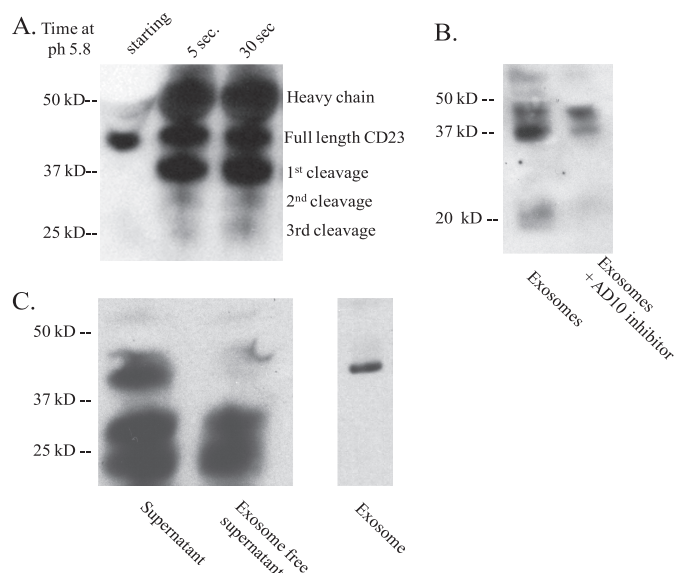 A.
Time at
ph 5.8
starting
5 sec.
30 sec
50 kD--
37 kD--
25 kD--
Heavy chain
Full length CD23
1st cleavage
2nd cleavage
3rd cleavage
B.
50 kD --
37 kD --
20 kD --
Exosomes
Exosomes
+ AD10 inhibitor
C.
50 kD --
37 kD --
25 kD --
Supernatant
Exosome free
supernatant
Exosome